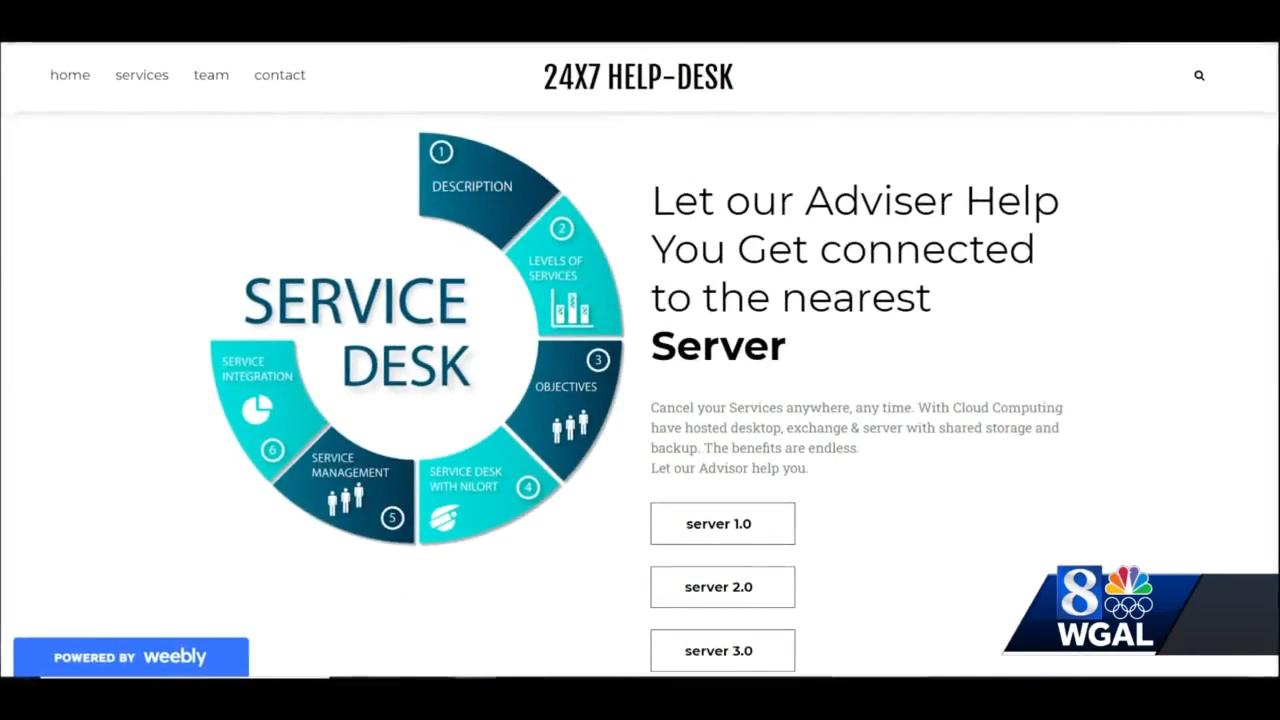 home services team contact
24X7 HELP-DESK
1
DESCRIPTION
2
LEVELS OF
SERVICES
3
OBJECTIVES
SERVICE DESK
WITH NILORT
4
SERVICE
MANAGEMENT
5
SERVICE
INTEGRATION
6
SERVICE
DESK
Let our Adviser Help
You Get connected
to the nearest
Server
Cancel your Services anywhere, any time. With Cloud Computing
have hosted desktop, exchange & server with shared storage and
backup. The benefits are endless.
Let our Advisor help you.
server 1.0
server 2.0
server 3.0
POWERED BY weebly
8
WGAL